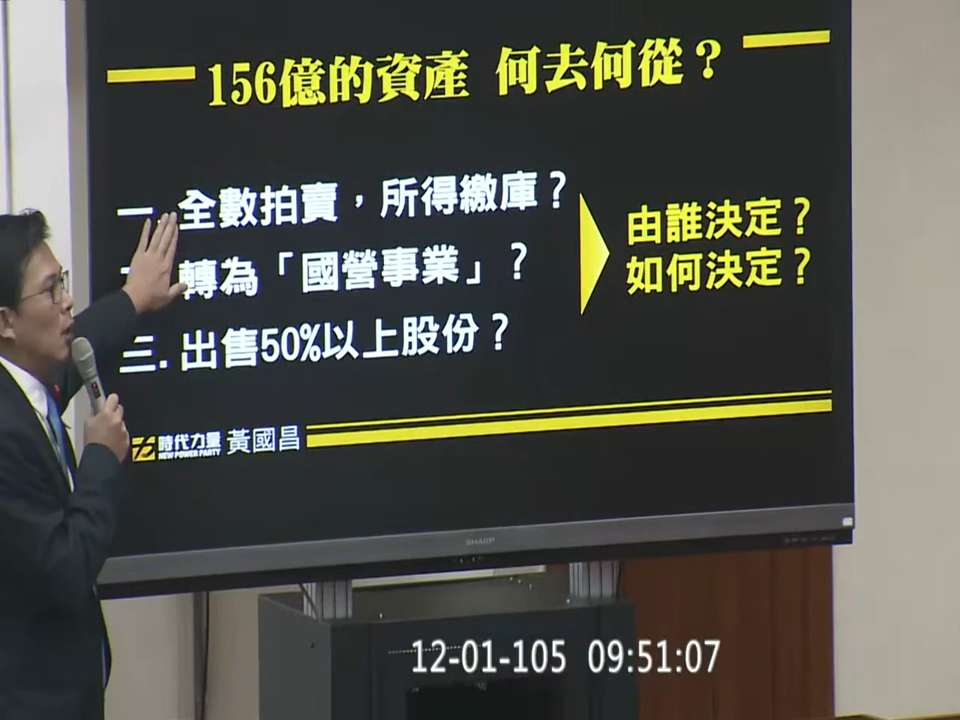 156億的資產 何去何從？
一.全數拍賣，所得繳庫？
轉為「國營事業」？
三.出售50%以上股份？
由誰決定？
如何決定？
時代力量 黃國昌
NEW POWER PARTY
SHARP
12-01-105 09:51:07